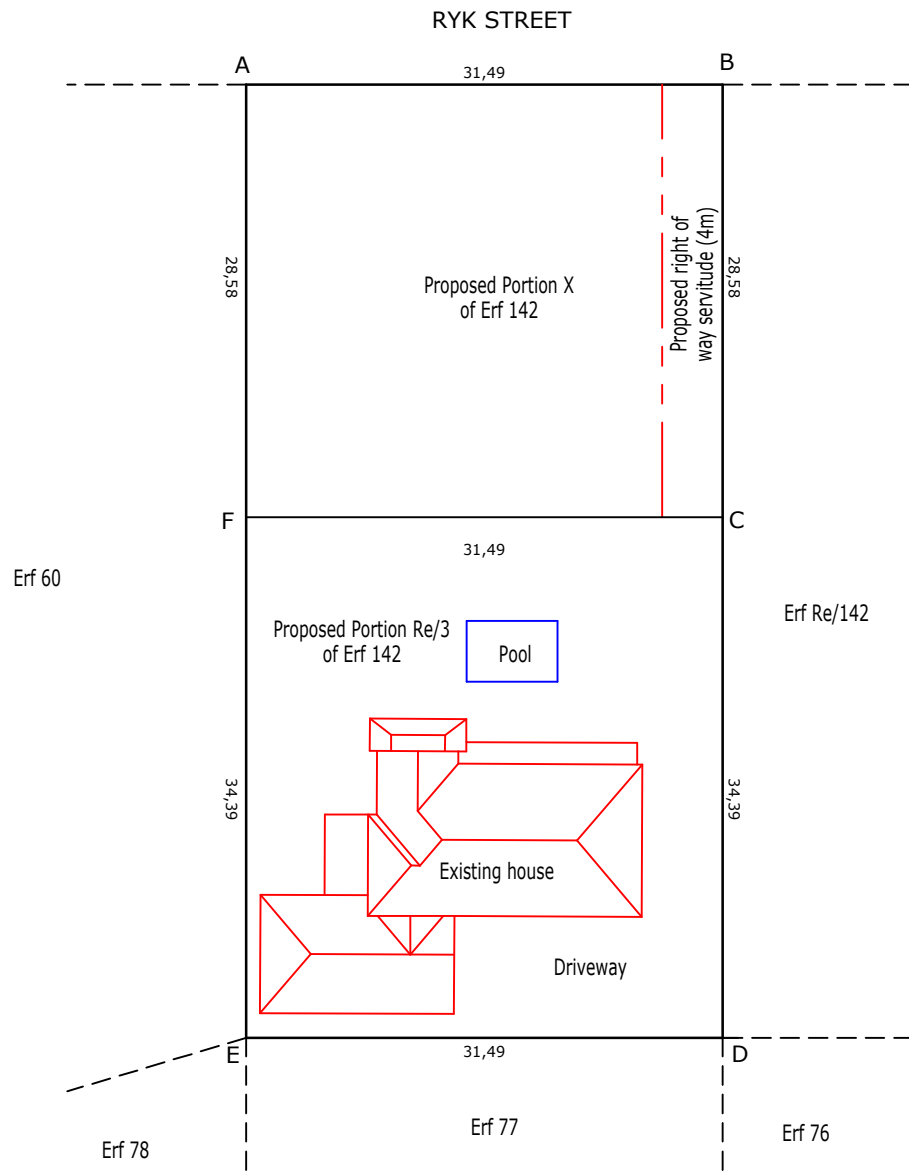 RYK STREET
A
31,49
B
28,58
Proposed Portion X
of Erf 142
Proposed right of
way servitude (4m)
28,58
F
C
31,49
Erf 60
Proposed Portion Re/3
of Erf 142
Pool
Erf Re/142
34,39
34,39
Existing house
Driveway
E
31,49
D
Erf 78
Erf 77
Erf 76